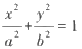 x²/a² + y²/b² = 1